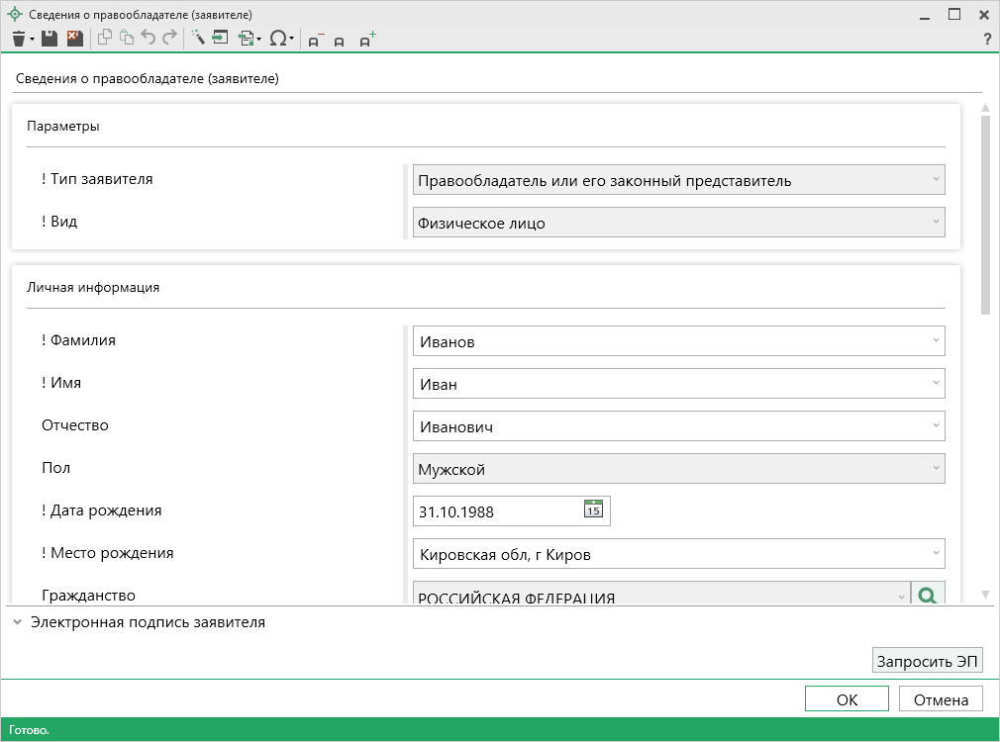 Сведения о правообладателе (заявителе)
?
Сведения о правообладателе (заявителе)
Параметры
! Тип заявителя
Правообладатель или его законный представитель
! Вид
Физическое лицо
Личная информация
! Фамилия
Иванов
! Имя
Иван
Отчество
Иванович
Пол
Мужской
! Дата рождения
31.10.1988
15
! Место рождения
Кировская обл, г Киров
Гражданство
РОССИЙСКАЯ ФЕДЕРАЦИЯ
Электронная подпись заявителя
Запросить ЭП
ОК
Отмена
Готово.